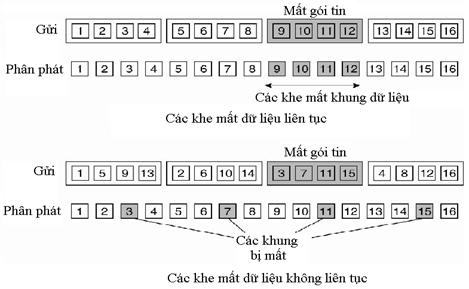 Mất gói tin
Gửi 1 2 3 4 5 6 7 8 9 10 11 12 13 14 15 16
Phân phát 1 2 3 4 5 6 7 8 9 10 11 12 13 14 15 16
Các khe mất khung dữ liệu
Các khe mất dữ liệu liên tục
Mất gói tin
Gửi 1 5 9 13 2 6 10 14 3 7 11 15 4 8 12 16
Phân phát 1 2 3 4 5 6 7 8 9 10 11 12 13 14 15 16
Các khung
bị mất
Các khe mất dữ liệu không liên tục